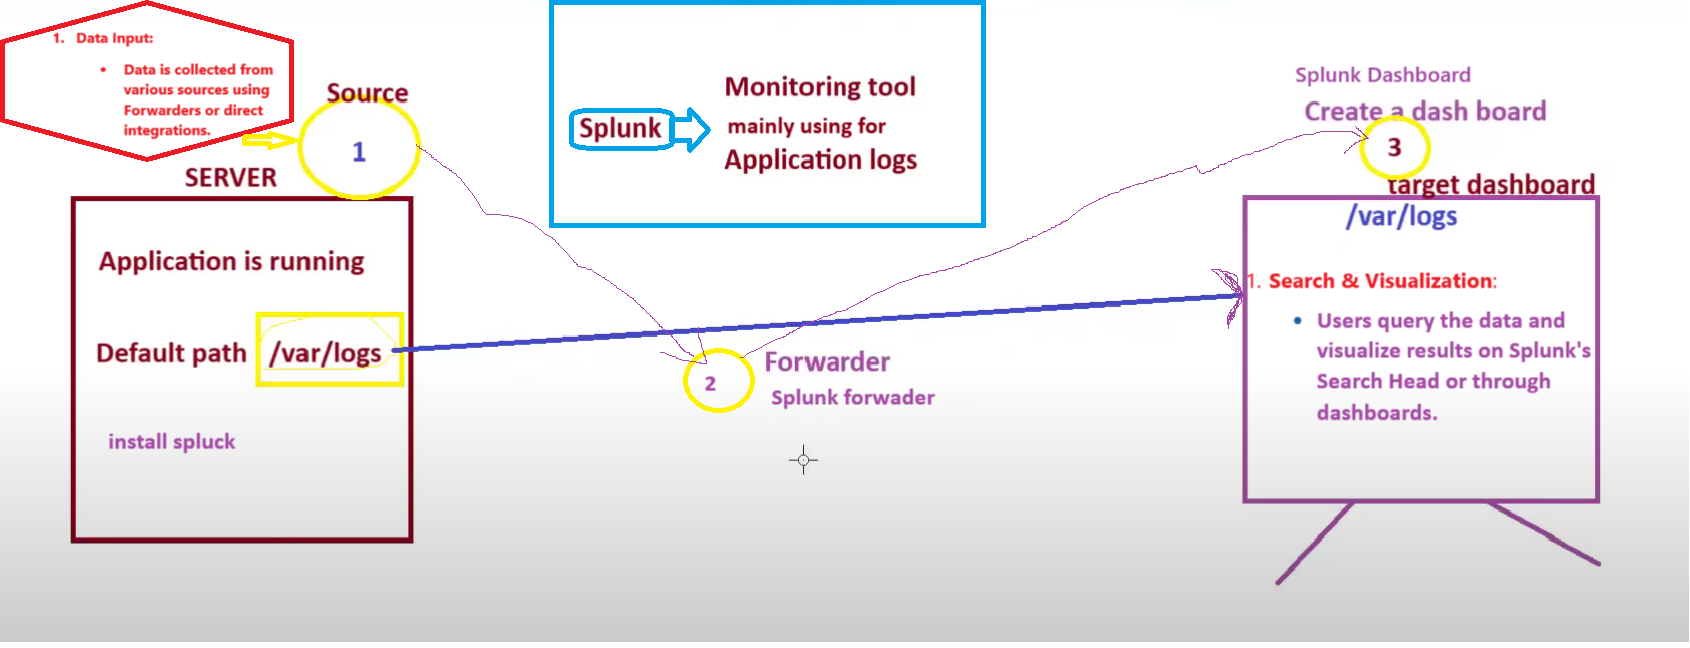 1. Data Input:
• Data is collected from
various sources using
Forwarders or direct
integrations.
Source
1
SERVER
Application is running
Default path /var/logs
install spluck
Splunk
Monitoring tool
mainly using for
Application logs
2
Forwarder
Splunk forwader
Splunk Dashboard
Create a dash board
3
target dashboard
/var/logs
1. Search & Visualization:
• Users query the data and
visualize results on Splunk's
Search Head or through
dashboards.